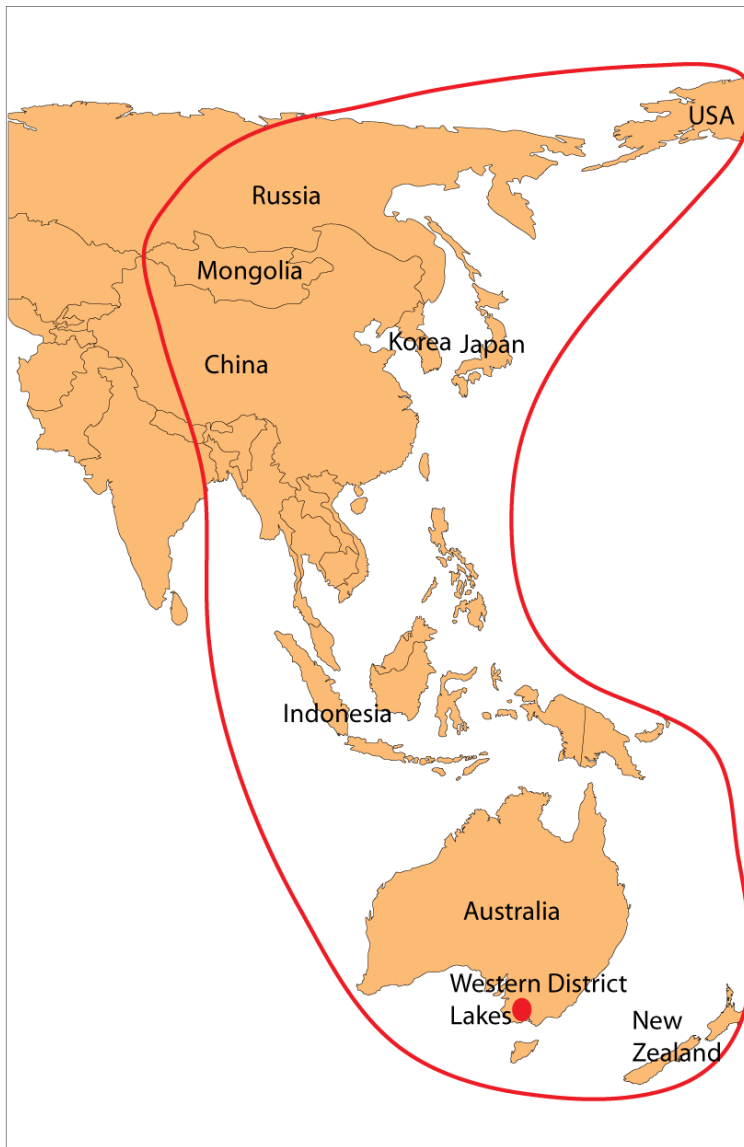 USA
Russia
Mongolia
Korea
Japan
China
Indonesia
Australia
Western District
Lakes
New
Zealand